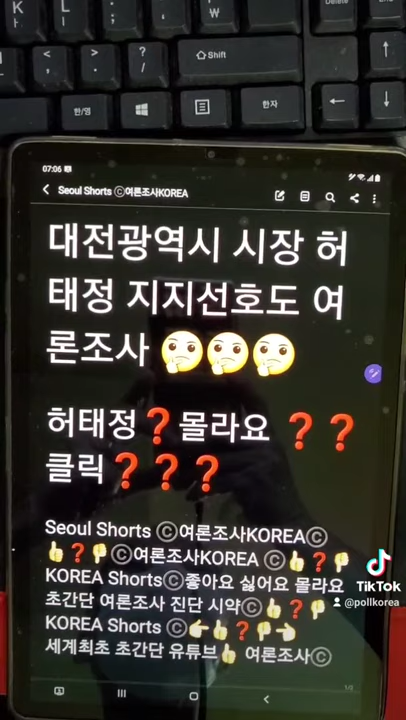 K
L
;
:
₩
Delete
End
<
,
>
.
?
/
⇧Shift
↑
한/영
한자
←
↓
07:06
Seoul Shorts ⓒ여론조사KOREA
대전광역시 시장 허
태정 지지선호도 여
론조사 🤔🤔🤔
허태정❓몰라요 ❓❓
클릭❓❓❓
Seoul Shorts ⓒ여론조사KOREAⓒ
👍❓👎ⓒ여론조사KOREA ⓒ👍❓👎
KOREA Shortsⓒ좋아요 싫어요 몰라요
초간단 여론조사 진단 시약ⓒ👍❓👎
KOREA Shorts ⓒ👉👍❓👎👈
세계최초 초간단 유튜브👍 여론조사ⓒ
TikTok
@pollkorea